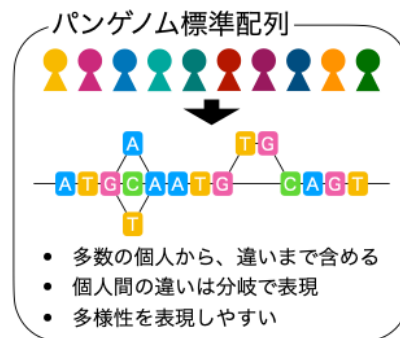 パンゲノム標準配列
A
TG
ATGCAATG CAGT
T
• 多数の個人から、違いまで含める
• 個人間の違いは分岐で表現
• 多様性を表現しやすい